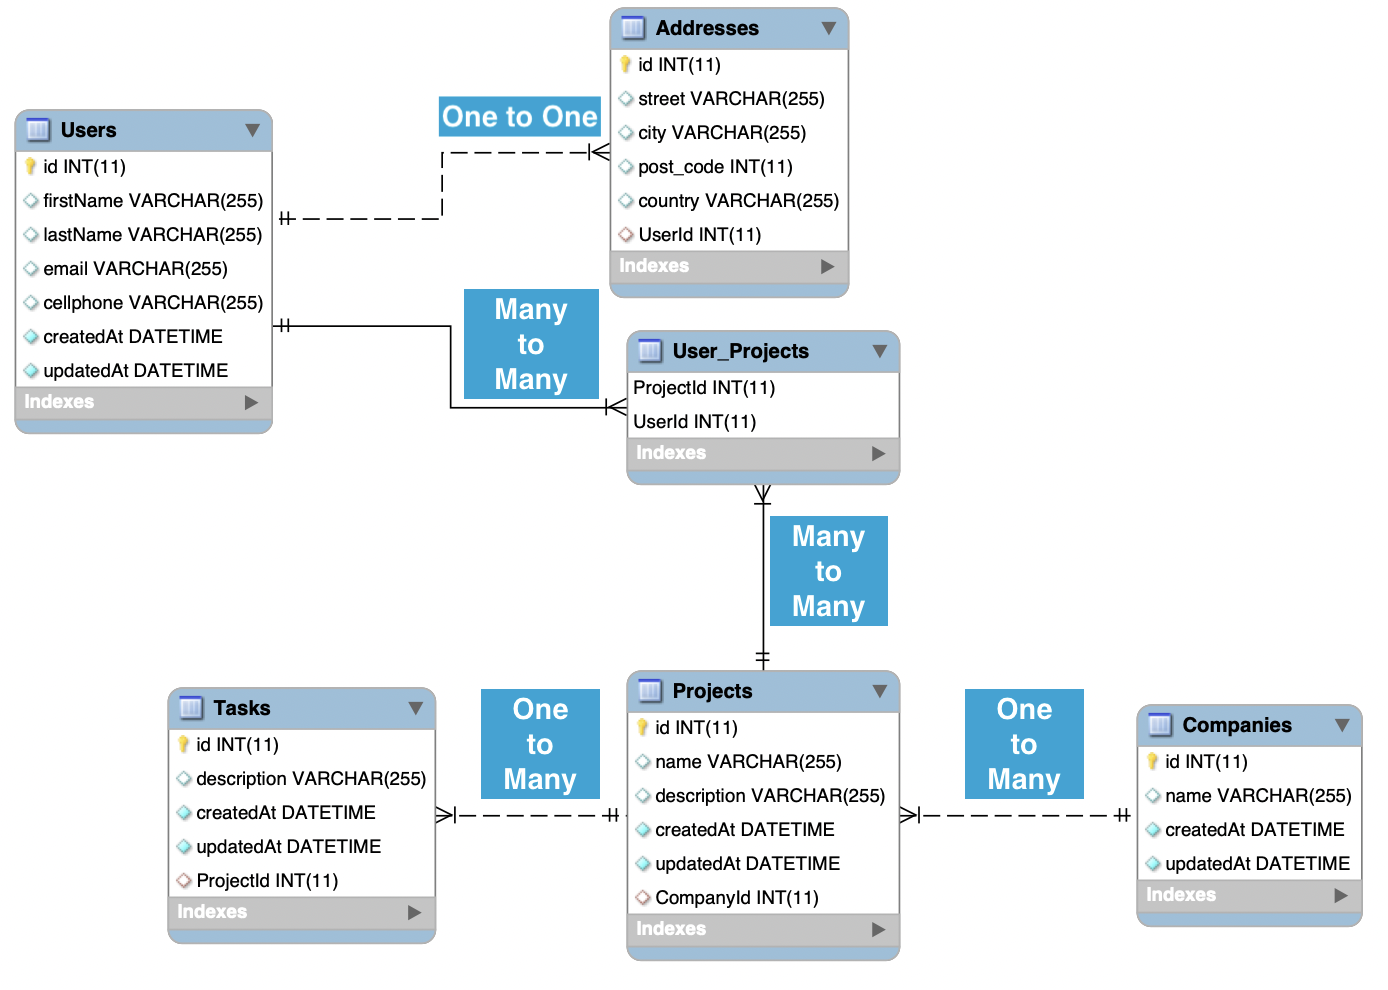 Addresses
id INT(11)
street VARCHAR(255)
city VARCHAR(255)
post_code INT(11)
country VARCHAR(255)
UserId INT(11)
Indexes
One to One
Users
id INT(11)
firstName VARCHAR(255)
lastName VARCHAR(255)
email VARCHAR(255)
cellphone VARCHAR(255)
createdAt DATETIME
updatedAt DATETIME
Indexes
Many
to
Many
User_Projects
ProjectId INT(11)
UserId INT(11)
Indexes
Many
to
Many
Tasks
id INT(11)
description VARCHAR(255)
createdAt DATETIME
updatedAt DATETIME
ProjectId INT(11)
Indexes
One
to
Many
Projects
id INT(11)
name VARCHAR(255)
description VARCHAR(255)
createdAt DATETIME
updatedAt DATETIME
CompanyId INT(11)
Indexes
One
to
Many
Companies
id INT(11)
name VARCHAR(255)
createdAt DATETIME
updatedAt DATETIME
Indexes